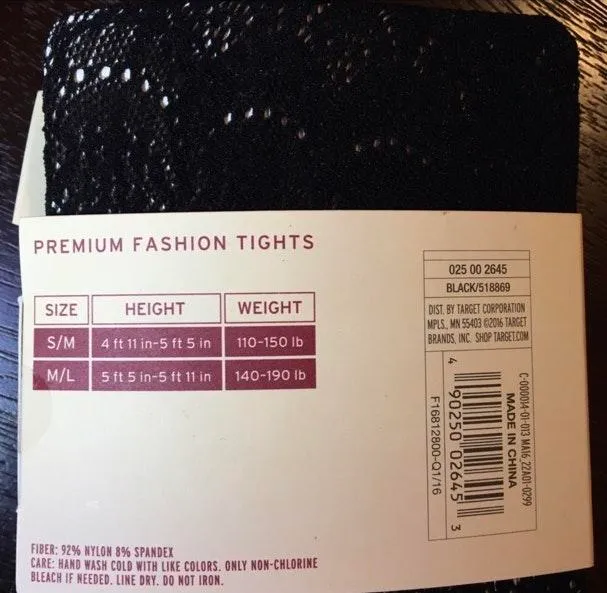 PREMIUM FASHION TIGHTS
SIZE HEIGHT WEIGHT
S/M 4 ft 11 in-5 ft 5 in 110-150 lb
M/L 5 ft 5 in-5 ft 11 in 140-190 lb
FIBER: 92% NYLON 8% SPANDEX
CARE: HAND WASH COLD WITH LIKE COLORS. ONLY NON-CHLORINE
BLEACH IF NEEDED. LINE DRY. DO NOT IRON.
025 00 2645
BLACK/518869
DIST. BY TARGET CORPORATION
MPLS., MN 55403 ©2016 TARGET
BRANDS, INC. SHOP TARGET.COM
C-000014-01-013 MA16_22A01-0299
MADE IN CHINA
4 90250 02645 3
F16812800-Q1/16